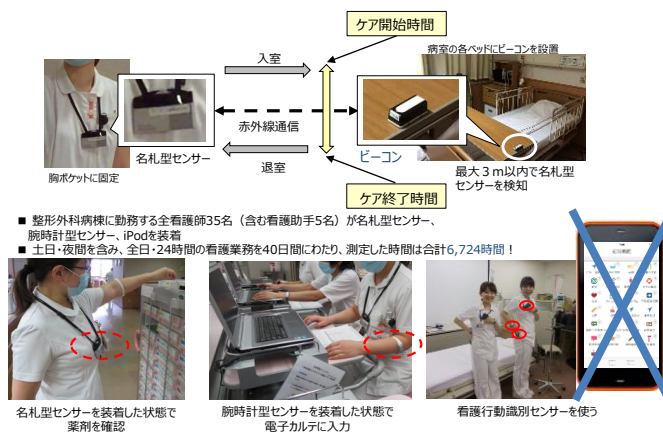 ケア開始時間
入室
病室の各ベッドにビーコンを設置
赤外線通信
名札型センサー
ビーコン
退室
胸ポケットに固定
最大３ｍ以内で名札型
センサーを検知
ケア終了時間
■ 整形外科病棟に勤務する全看護師35名（含む看護助手5名）が名札型センサー、
腕時計型センサー、iPodを装着
■ 土日・夜間を含み、全日・24時間の看護業務を40日間にわたり、測定した時間は合計6,724時間！
名札型センサーを装着した状態で
薬剤を確認
腕時計型センサーを装着した状態で
電子カルテに入力
看護行動識別センサーを使う